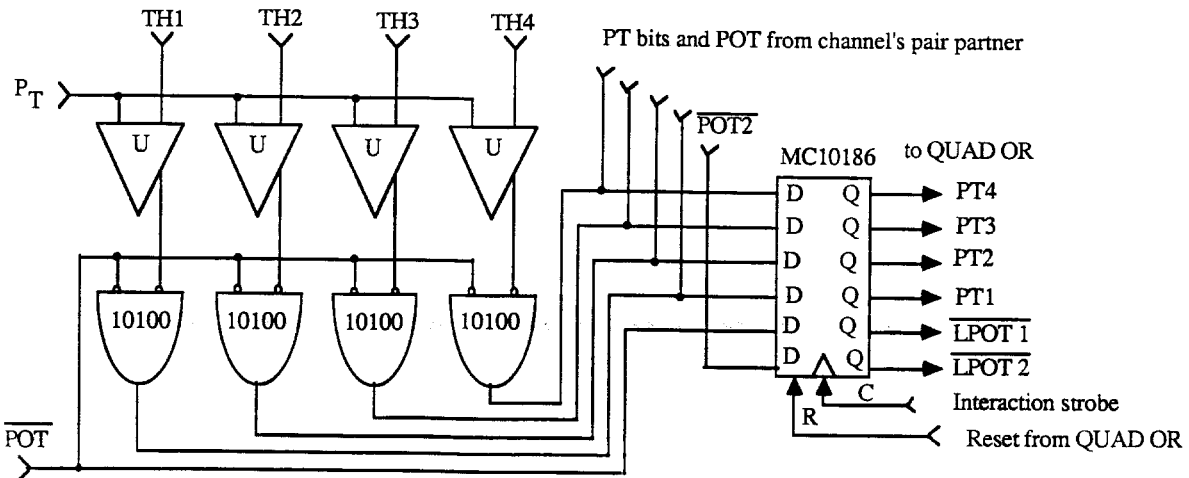 TH1 TH2 TH3 TH4
PT bits and POT from channel's pair partner
PT
U U U U
POT2
MC10186 to QUAD OR
D Q PT4
D Q PT3
D Q PT2
D Q PT1
D Q LPOT 1
D Q LPOT 2
10100 10100 10100 10100
C Interaction strobe
R Reset from QUAD OR
POT